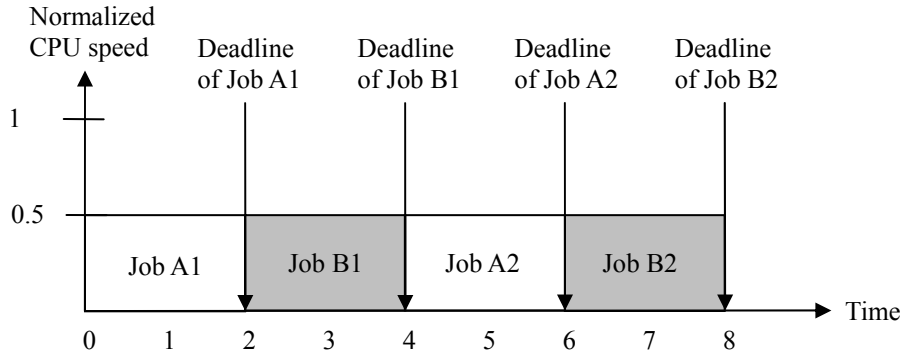 Normalized
CPU speed
Deadline
of Job A1
Deadline
of Job B1
Deadline
of Job A2
Deadline
of Job B2
1
0.5
Job A1
Job B1
Job A2
Job B2
Time
0 1 2 3 4 5 6 7 8